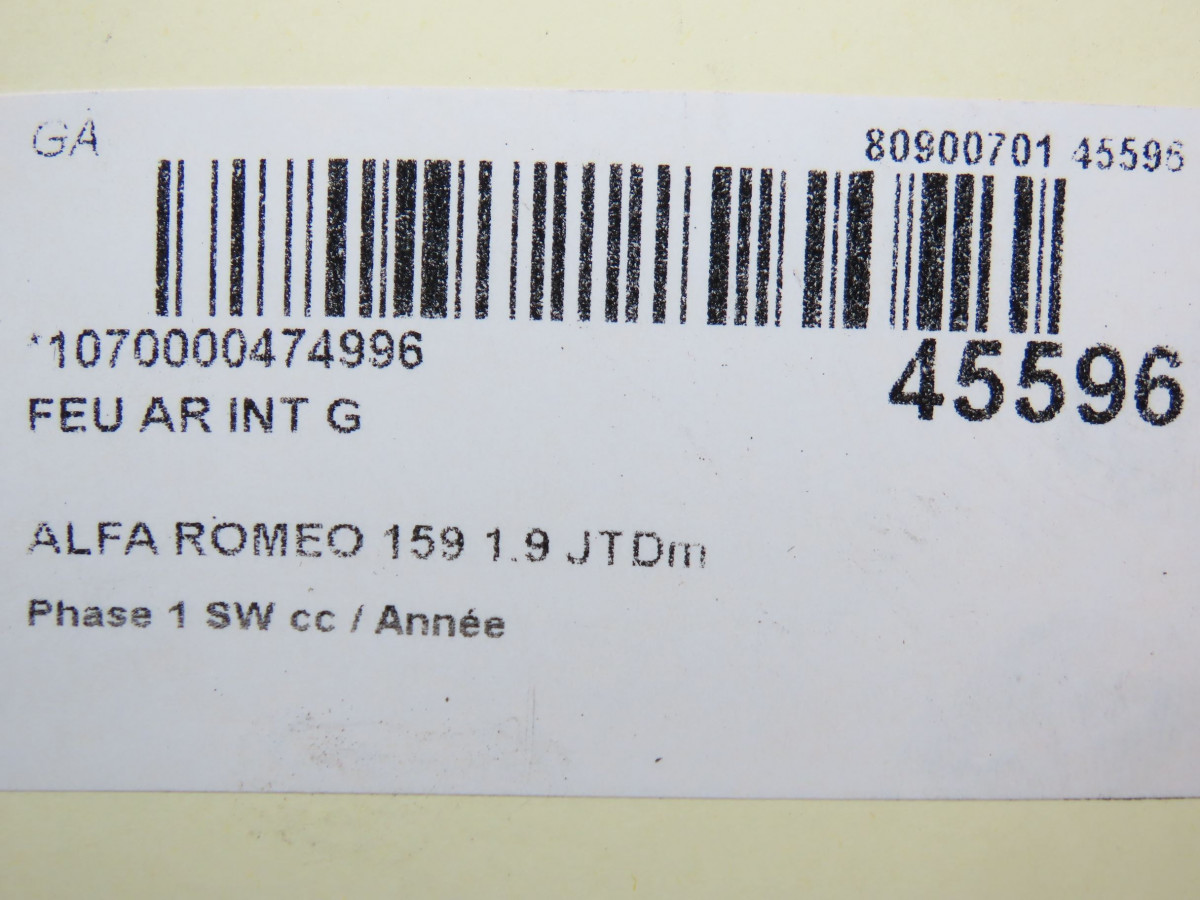 GA
80900701 45596
*1070000474996
45596
FEU AR INT G
ALFA ROMEO 159 1.9 JTDm
Phase 1 SW cc / Année